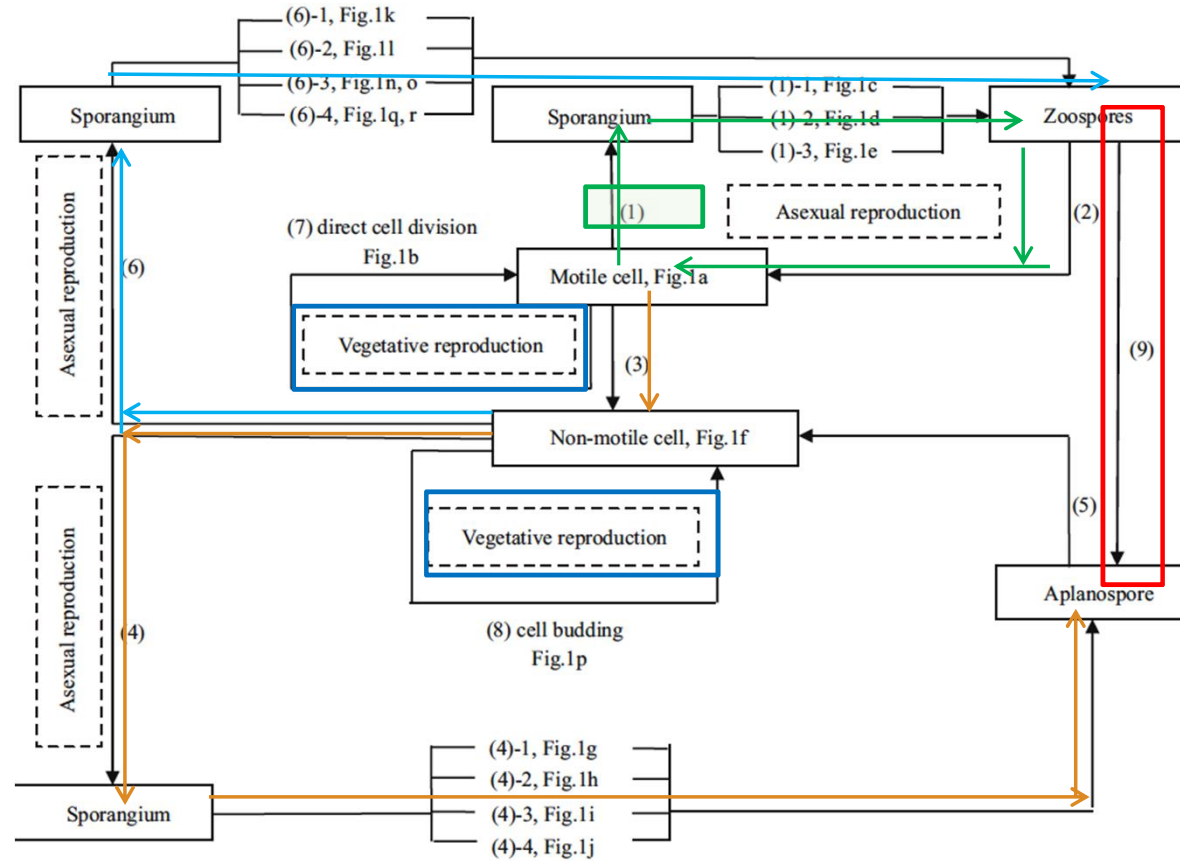 (6)-1, Fig.1k
(6)-2, Fig.1l
(6)-3, Fig.1n, o
(6)-4, Fig.1q, r
Sporangium
Sporangium
(1)-1, Fig.1c
(1)-2, Fig.1d
(1)-3, Fig.1e
Zoospores
Asexual reproduction
(6)
(7) direct cell division
Fig.1b
(1)
Asexual reproduction
(2)
Motile cell, Fig.1a
Vegetative reproduction
(3)
(9)
Non-motile cell, Fig.1f
Vegetative reproduction
(5)
Asexual reproduction
(4)
(8) cell budding
Fig.1p
Aplanospore
Sporangium
(4)-1, Fig.1g
(4)-2, Fig.1h
(4)-3, Fig.1i
(4)-4, Fig.1j